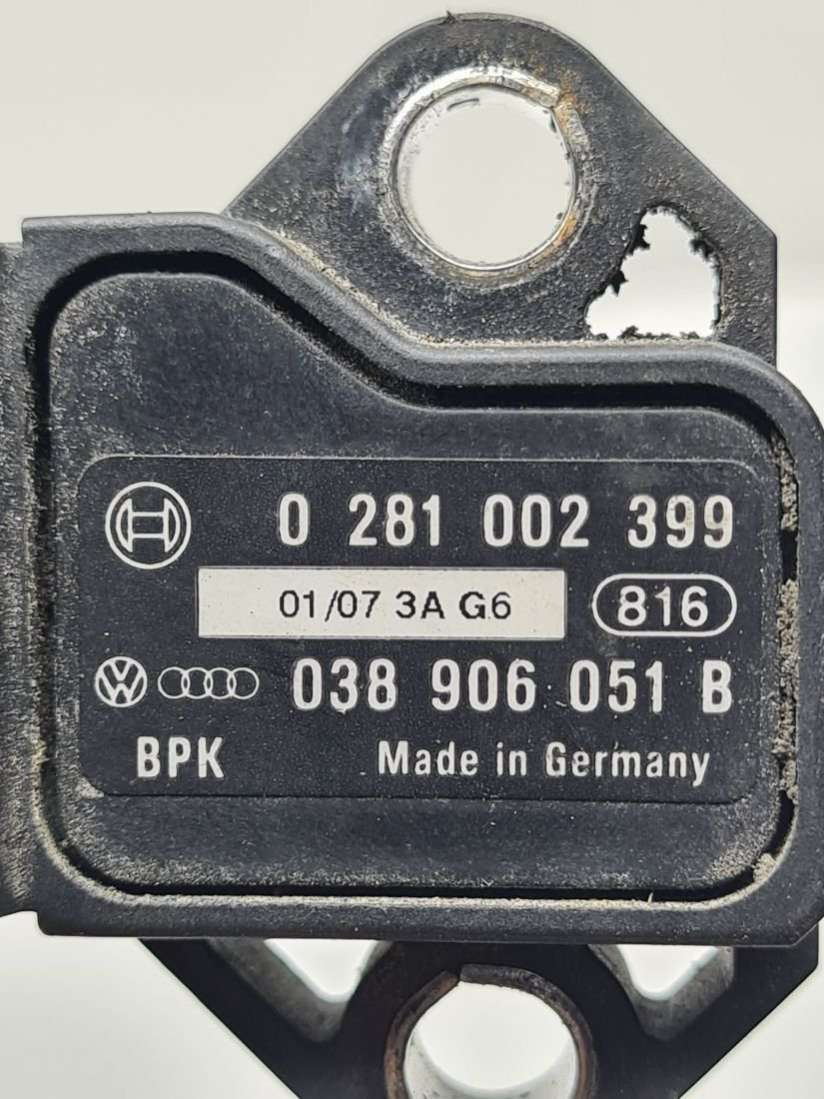 0 281 002 399
01/07 3A G6 816
038 906 051 B
BPK Made in Germany